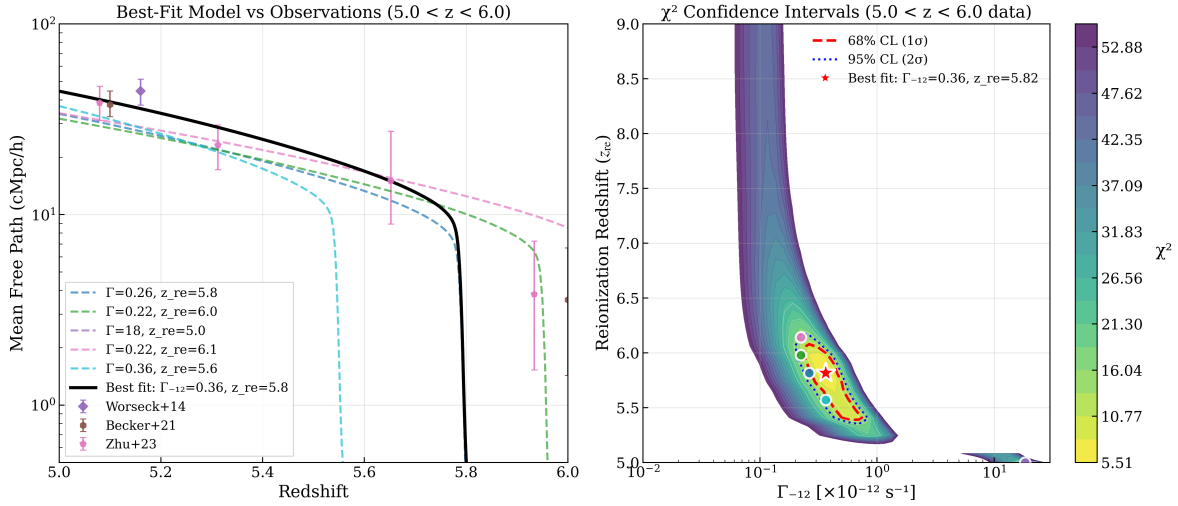 Best-Fit Model vs Observations (5.0 < z < 6.0)
Mean Free Path (cMpc/h)
10²
10¹
10⁰
Γ=0.26, z_re=5.8
Γ=0.22, z_re=6.0
Γ=18, z_re=5.0
Γ=0.22, z_re=6.1
Γ=0.36, z_re=5.6
Best fit: Γ₋₁₂=0.36, z_re=5.8
Worseck+14
Becker+21
Zhu+23
5.0 5.2 5.4 5.6 5.8 6.0
Redshift
χ² Confidence Intervals (5.0 < z < 6.0 data)
Reionization Redshift (z_re)
9.0
8.5
8.0
7.5
7.0
6.5
6.0
5.5
5.0
68% CL (1σ)
95% CL (2σ)
Best fit: Γ₋₁₂=0.36, z_re=5.82
10⁻² 10⁻¹ 10⁰ 10¹
Γ₋₁₂ [×10⁻¹² s⁻¹]
52.88
47.62
42.35
37.09
31.83
26.56
21.30
16.04
10.77
5.51
χ²